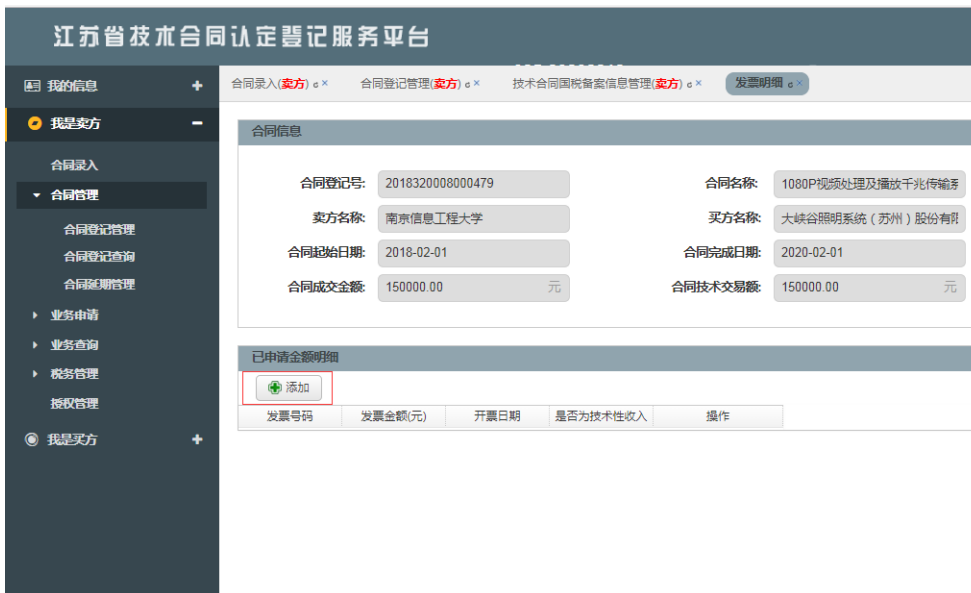 江苏省技术合同认定登记服务平台
我的信息
合同录入(卖方)
合同登记管理(卖方)
技术合同国税备案信息管理(卖方)
发票明细
我是卖方
合同录入
合同管理
合同登记管理
合同登记查询
合同延期管理
业务申请
业务查询
税务管理
授权管理
我是买方
合同信息
合同登记号: 2018320008000479
合同名称: 1080P视频处理及播放千兆传输系
卖方名称: 南京信息工程大学
买方名称: 大峡谷照明系统(苏州)股份有限
合同起始日期: 2018-02-01
合同完成日期: 2020-02-01
合同成交金额: 150000.00 元
合同技术交易额: 150000.00 元
已申请金额明细
添加
发票号码 发票金额(元) 开票日期 是否为技术性收入 操作